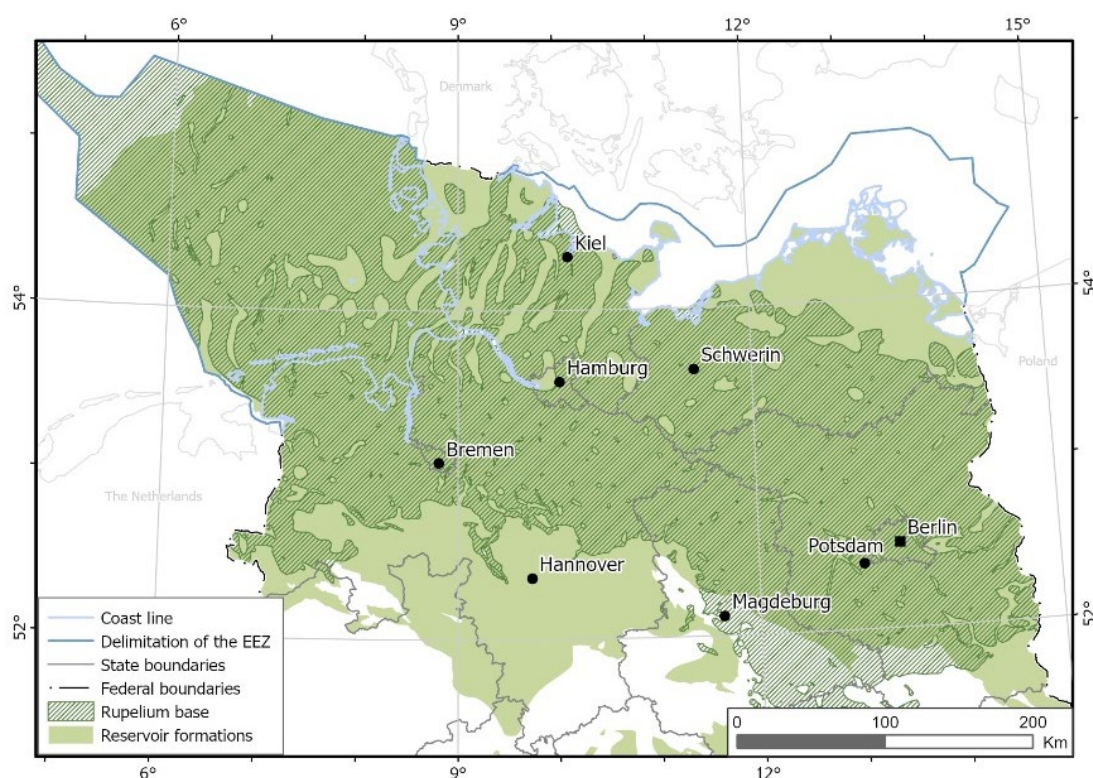 6° 9° 12° 15°
Denmark
Kiel
54° 54°
Schwerin
Hamburg
Poland
Bremen
The Netherlands
Berlin
Potsdam
Hannover
Magdeburg
52° 52°
Coast line
Delimitation of the EEZ
State boundaries
Federal boundaries
Rupelium base
Reservoir formations
0 100 200
Km
6° 9° 12°